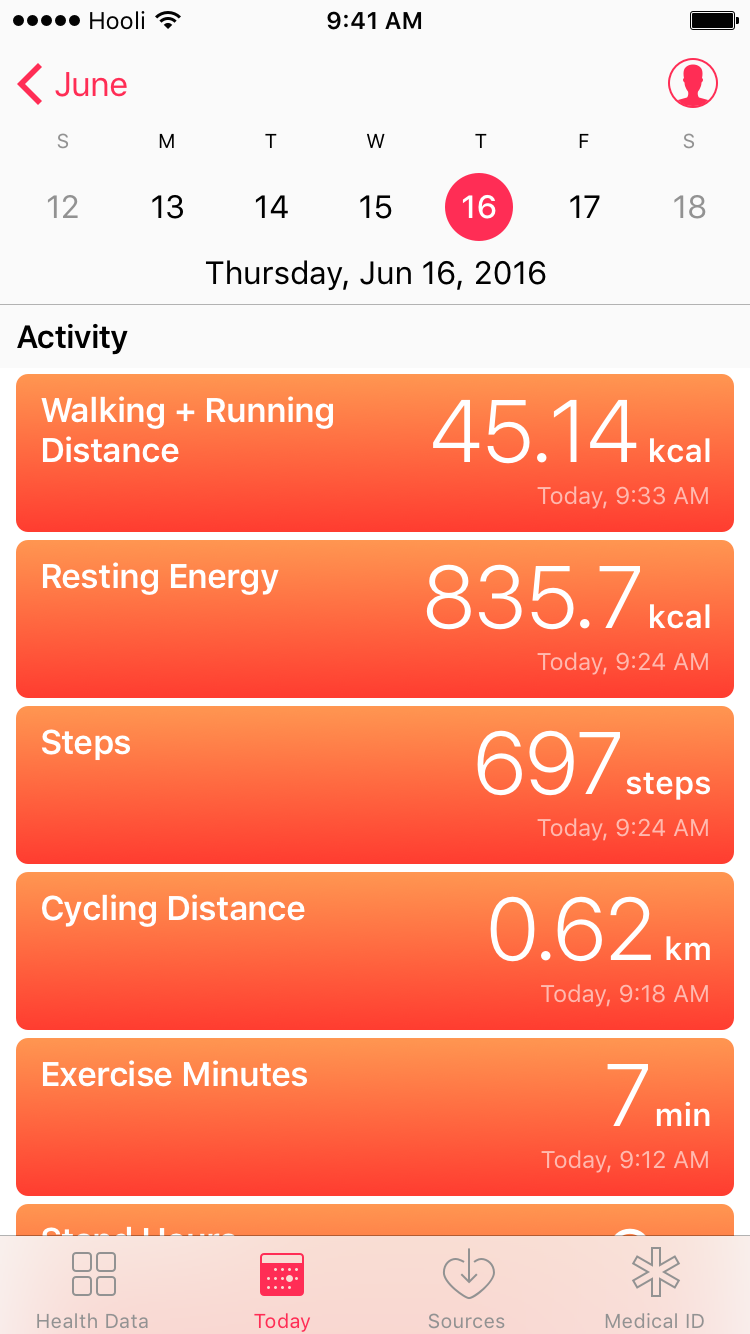 Hooli 9:41 AM
June
S M T W T F S
12 13 14 15 16 17 18
Thursday, Jun 16, 2016
Activity
Walking + Running
Distance
45.14 kcal
Today, 9:33 AM
Resting Energy
835.7 kcal
Today, 9:24 AM
Steps
697 steps
Today, 9:24 AM
Cycling Distance
0.62 km
Today, 9:18 AM
Exercise Minutes
7 min
Today, 9:12 AM
Stand Hours
Health Data Today Sources Medical ID